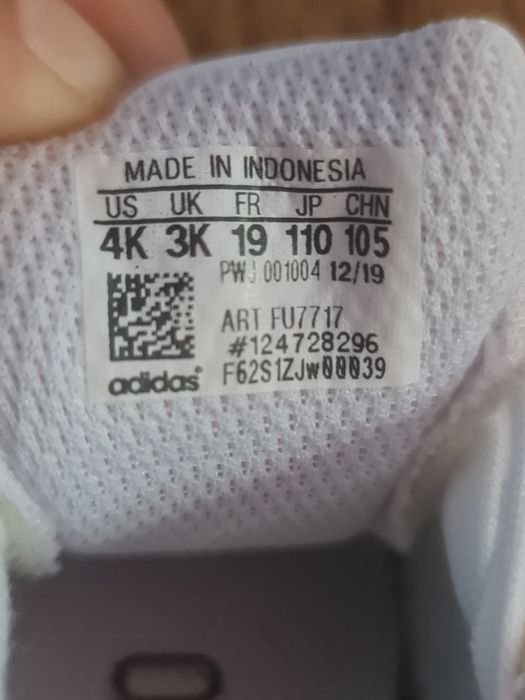 MADE IN INDONESIA
US UK FR JP CHN
4K 3K 19 110 105
PWJ 001004 12/19
ART FU7717
#124728296
F62S1ZJW00039
adidas